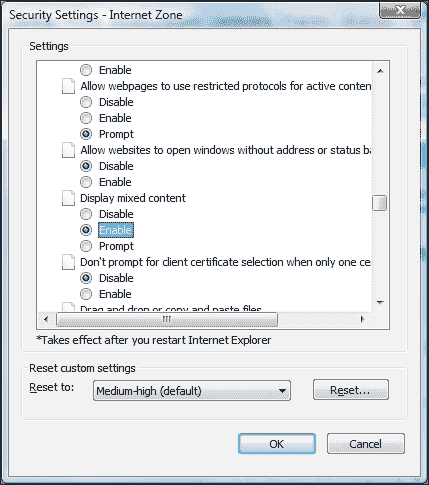 Security Settings - Internet Zone
Settings
Enable
Allow webpages to use restricted protocols for active conten
Disable
Enable
Prompt
Allow websites to open windows without address or status ba
Disable
Enable
Display mixed content
Disable
Enable
Prompt
Don't prompt for client certificate selection when only one ce
Disable
Enable
Drag and drop or copy and paste files
*Takes effect after you restart Internet Explorer
Reset custom settings
Reset to: Medium-high (default) Reset...
OK Cancel